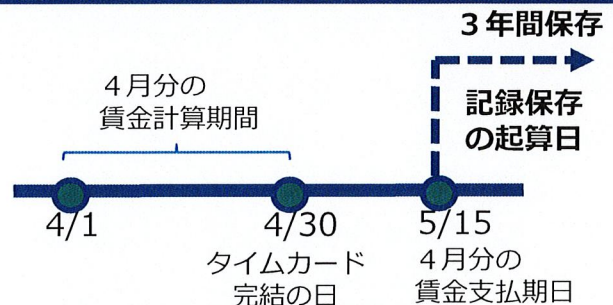 ３年間保存
４月分の
賃金計算期間
記録保存
の起算日
4/1
4/30
5/15
タイムカード
完結の日
４月分の
賃金支払期日